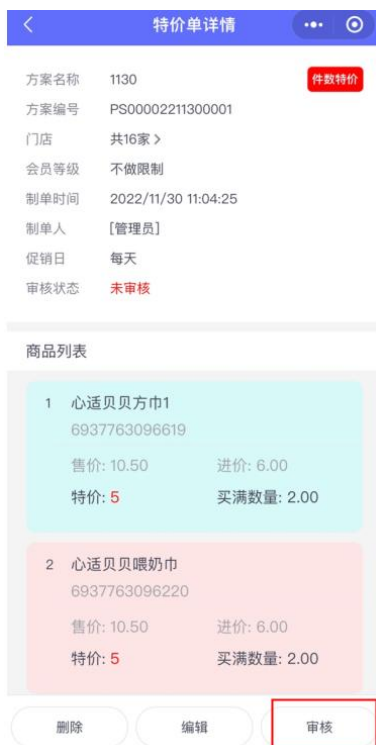 特价单详情
方案名称 1130 件数特价
方案编号 PS00002211300001
门店 共16家 >
会员等级 不做限制
制单时间 2022/11/30 11:04:25
制单人 [管理员]
促销日 每天
审核状态 未审核
商品列表
1 心适贝贝方巾1
6937763096619
售价: 10.50 进价: 6.00
特价: 5 买满数量: 2.00
2 心适贝贝喂奶巾
6937763096220
售价: 10.50 进价: 6.00
特价: 5 买满数量: 2.00
删除 编辑 审核